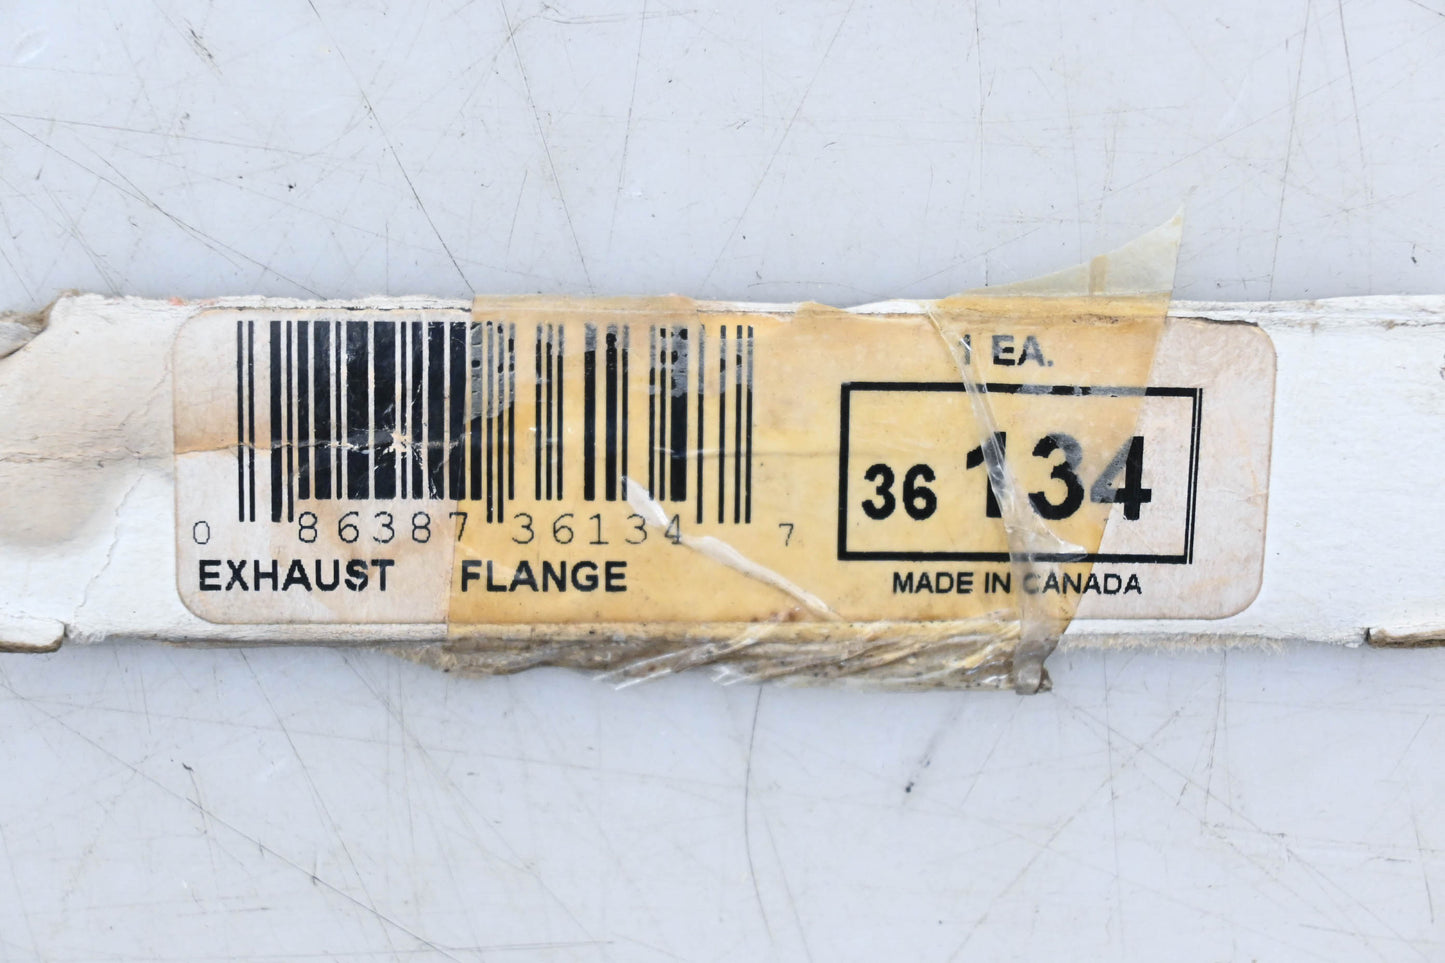 1 EA.
36 134
0 86387 36134 7
EXHAUST FLANGE
MADE IN CANADA